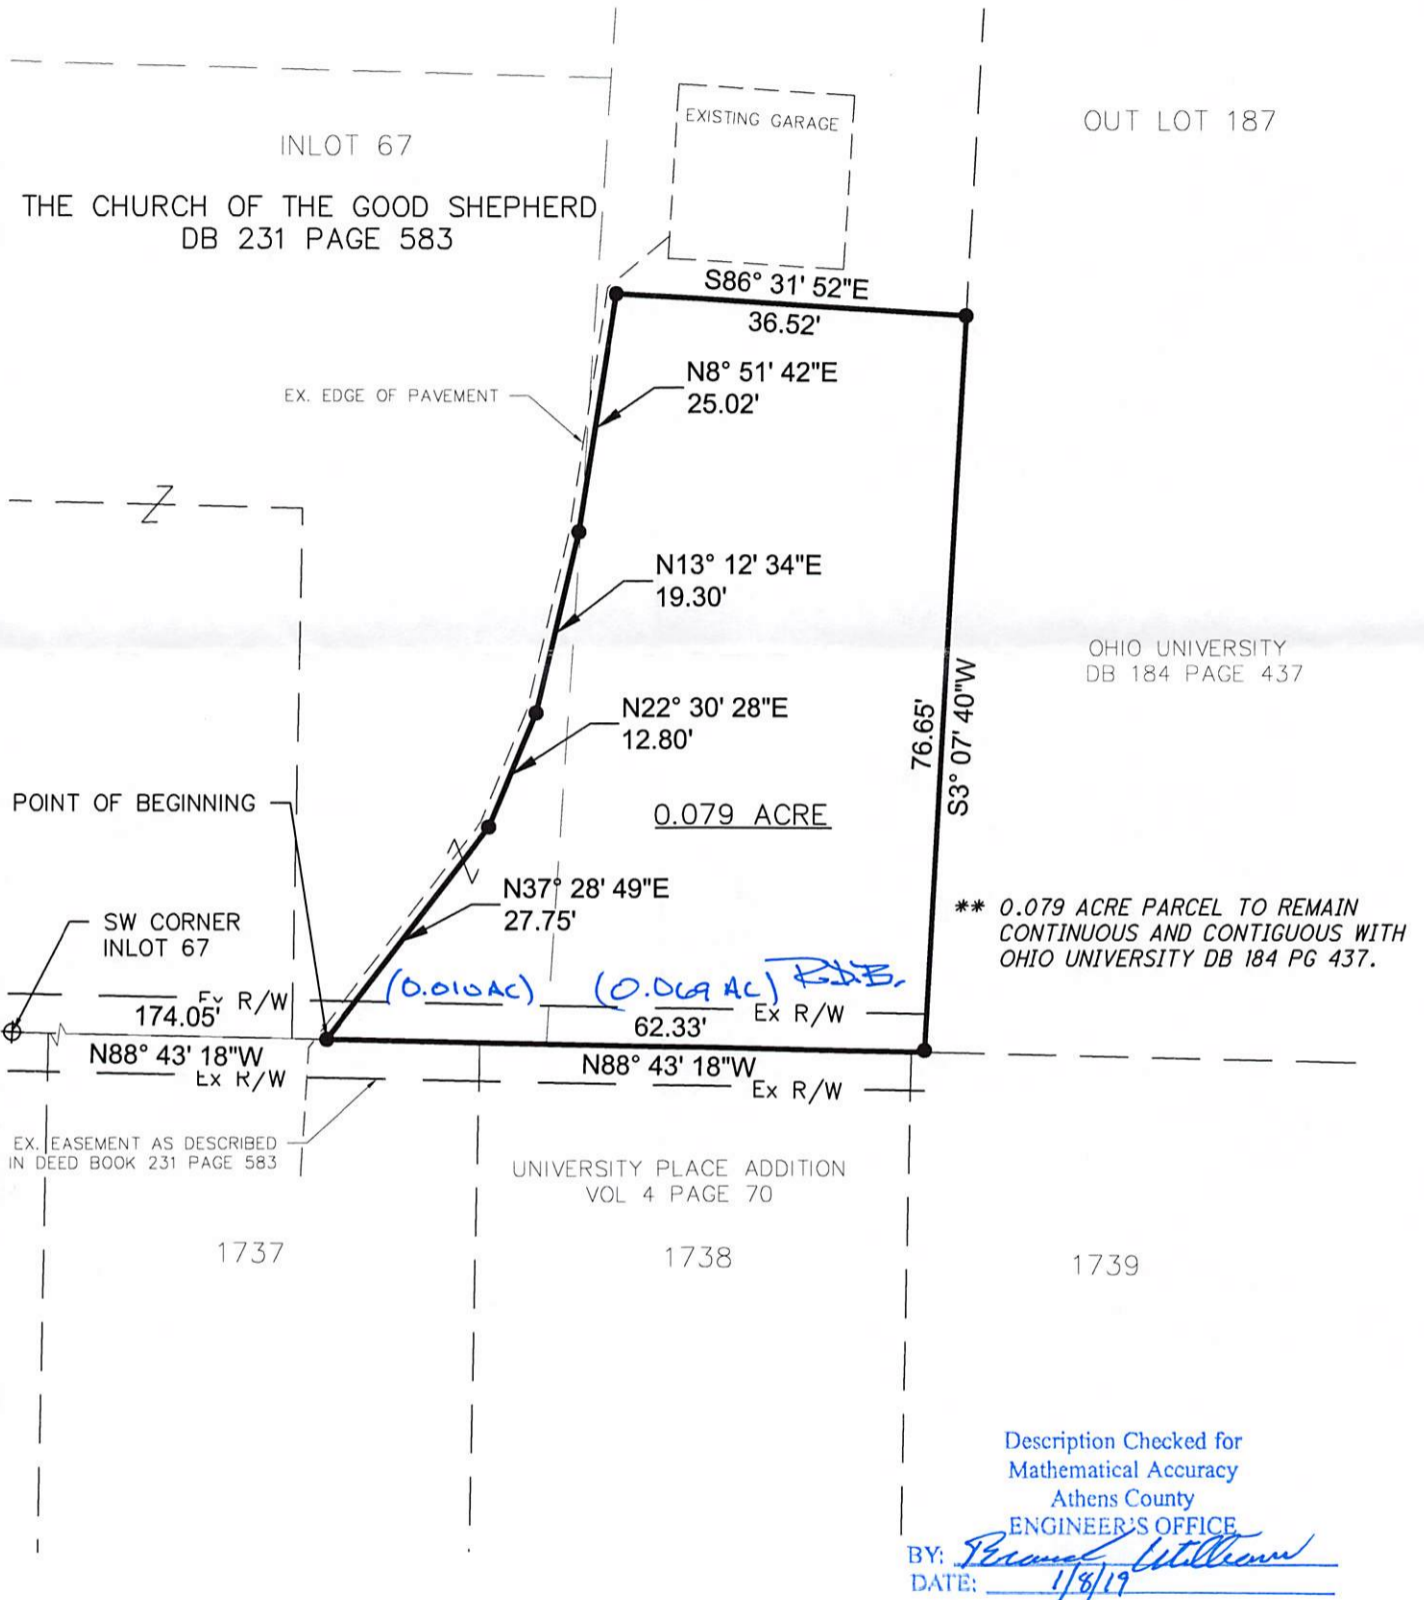 INLOT 67
THE CHURCH OF THE GOOD SHEPHERD
DB 231 PAGE 583
EXISTING GARAGE
OUT LOT 187
S86° 31' 52"E
36.52'
N8° 51' 42"E
25.02'
EX. EDGE OF PAVEMENT
N13° 12' 34"E
19.30'
OHIO UNIVERSITY
DB 184 PAGE 437
76.65'
S3° 07' 40"W
N22° 30' 28"E
12.80'
POINT OF BEGINNING
0.079 ACRE
N37° 28' 49"E
27.75'
SW CORNER
INLOT 67
** 0.079 ACRE PARCEL TO REMAIN
CONTINUOUS AND CONTIGUOUS WITH
OHIO UNIVERSITY DB 184 PG 437.
(0.010 AC) (0.069 AC) R.D.B.
Ex R/W
174.05'
Ex R/W
62.33'
N88° 43' 18"W
Ex R/W
N88° 43' 18"W
Ex R/W
EX. EASEMENT AS DESCRIBED
IN DEED BOOK 231 PAGE 583
UNIVERSITY PLACE ADDITION
VOL 4 PAGE 70
1737
1738
1739
Description Checked for
Mathematical Accuracy
Athens County
ENGINEER'S OFFICE
BY:
DATE: 1/8/19